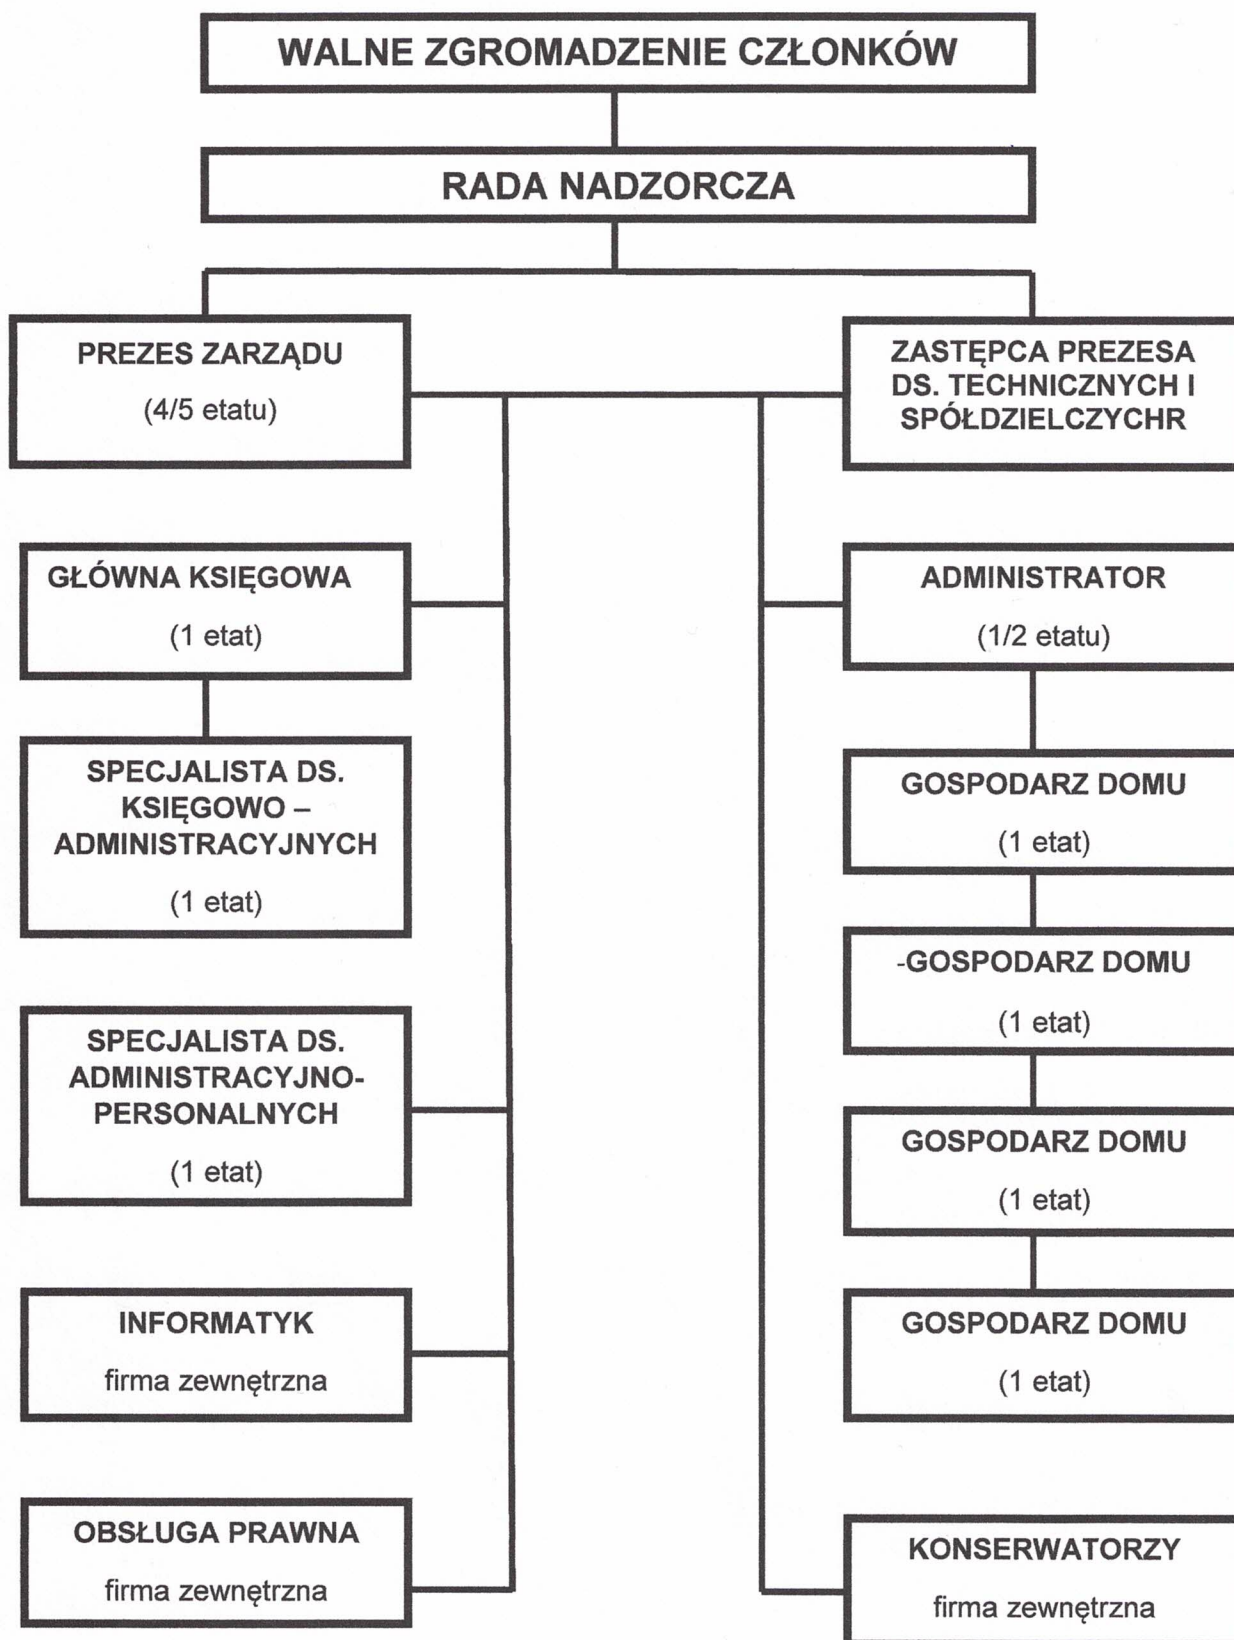 WALNE ZGROMADZENIE CZŁONKÓW
RADA NADZORCZA
PREZES ZARZĄDU
(4/5 etatu)
ZASTĘPCA PREZESA
DS. TECHNICZNYCH I
SPÓŁDZIELCZYCHR
GŁÓWNA KSIĘGOWA
(1 etat)
ADMINISTRATOR
(1/2 etatu)
SPECJALISTA DS.
KSIĘGOWO –
ADMINISTRACYJNYCH
(1 etat)
GOSPODARZ DOMU
(1 etat)
-GOSPODARZ DOMU
(1 etat)
SPECJALISTA DS.
ADMINISTRACYJNO-
PERSONALNYCH
(1 etat)
GOSPODARZ DOMU
(1 etat)
INFORMATYK
firma zewnętrzna
GOSPODARZ DOMU
(1 etat)
OBSŁUGA PRAWNA
firma zewnętrzna
KONSERWATORZY
firma zewnętrzna